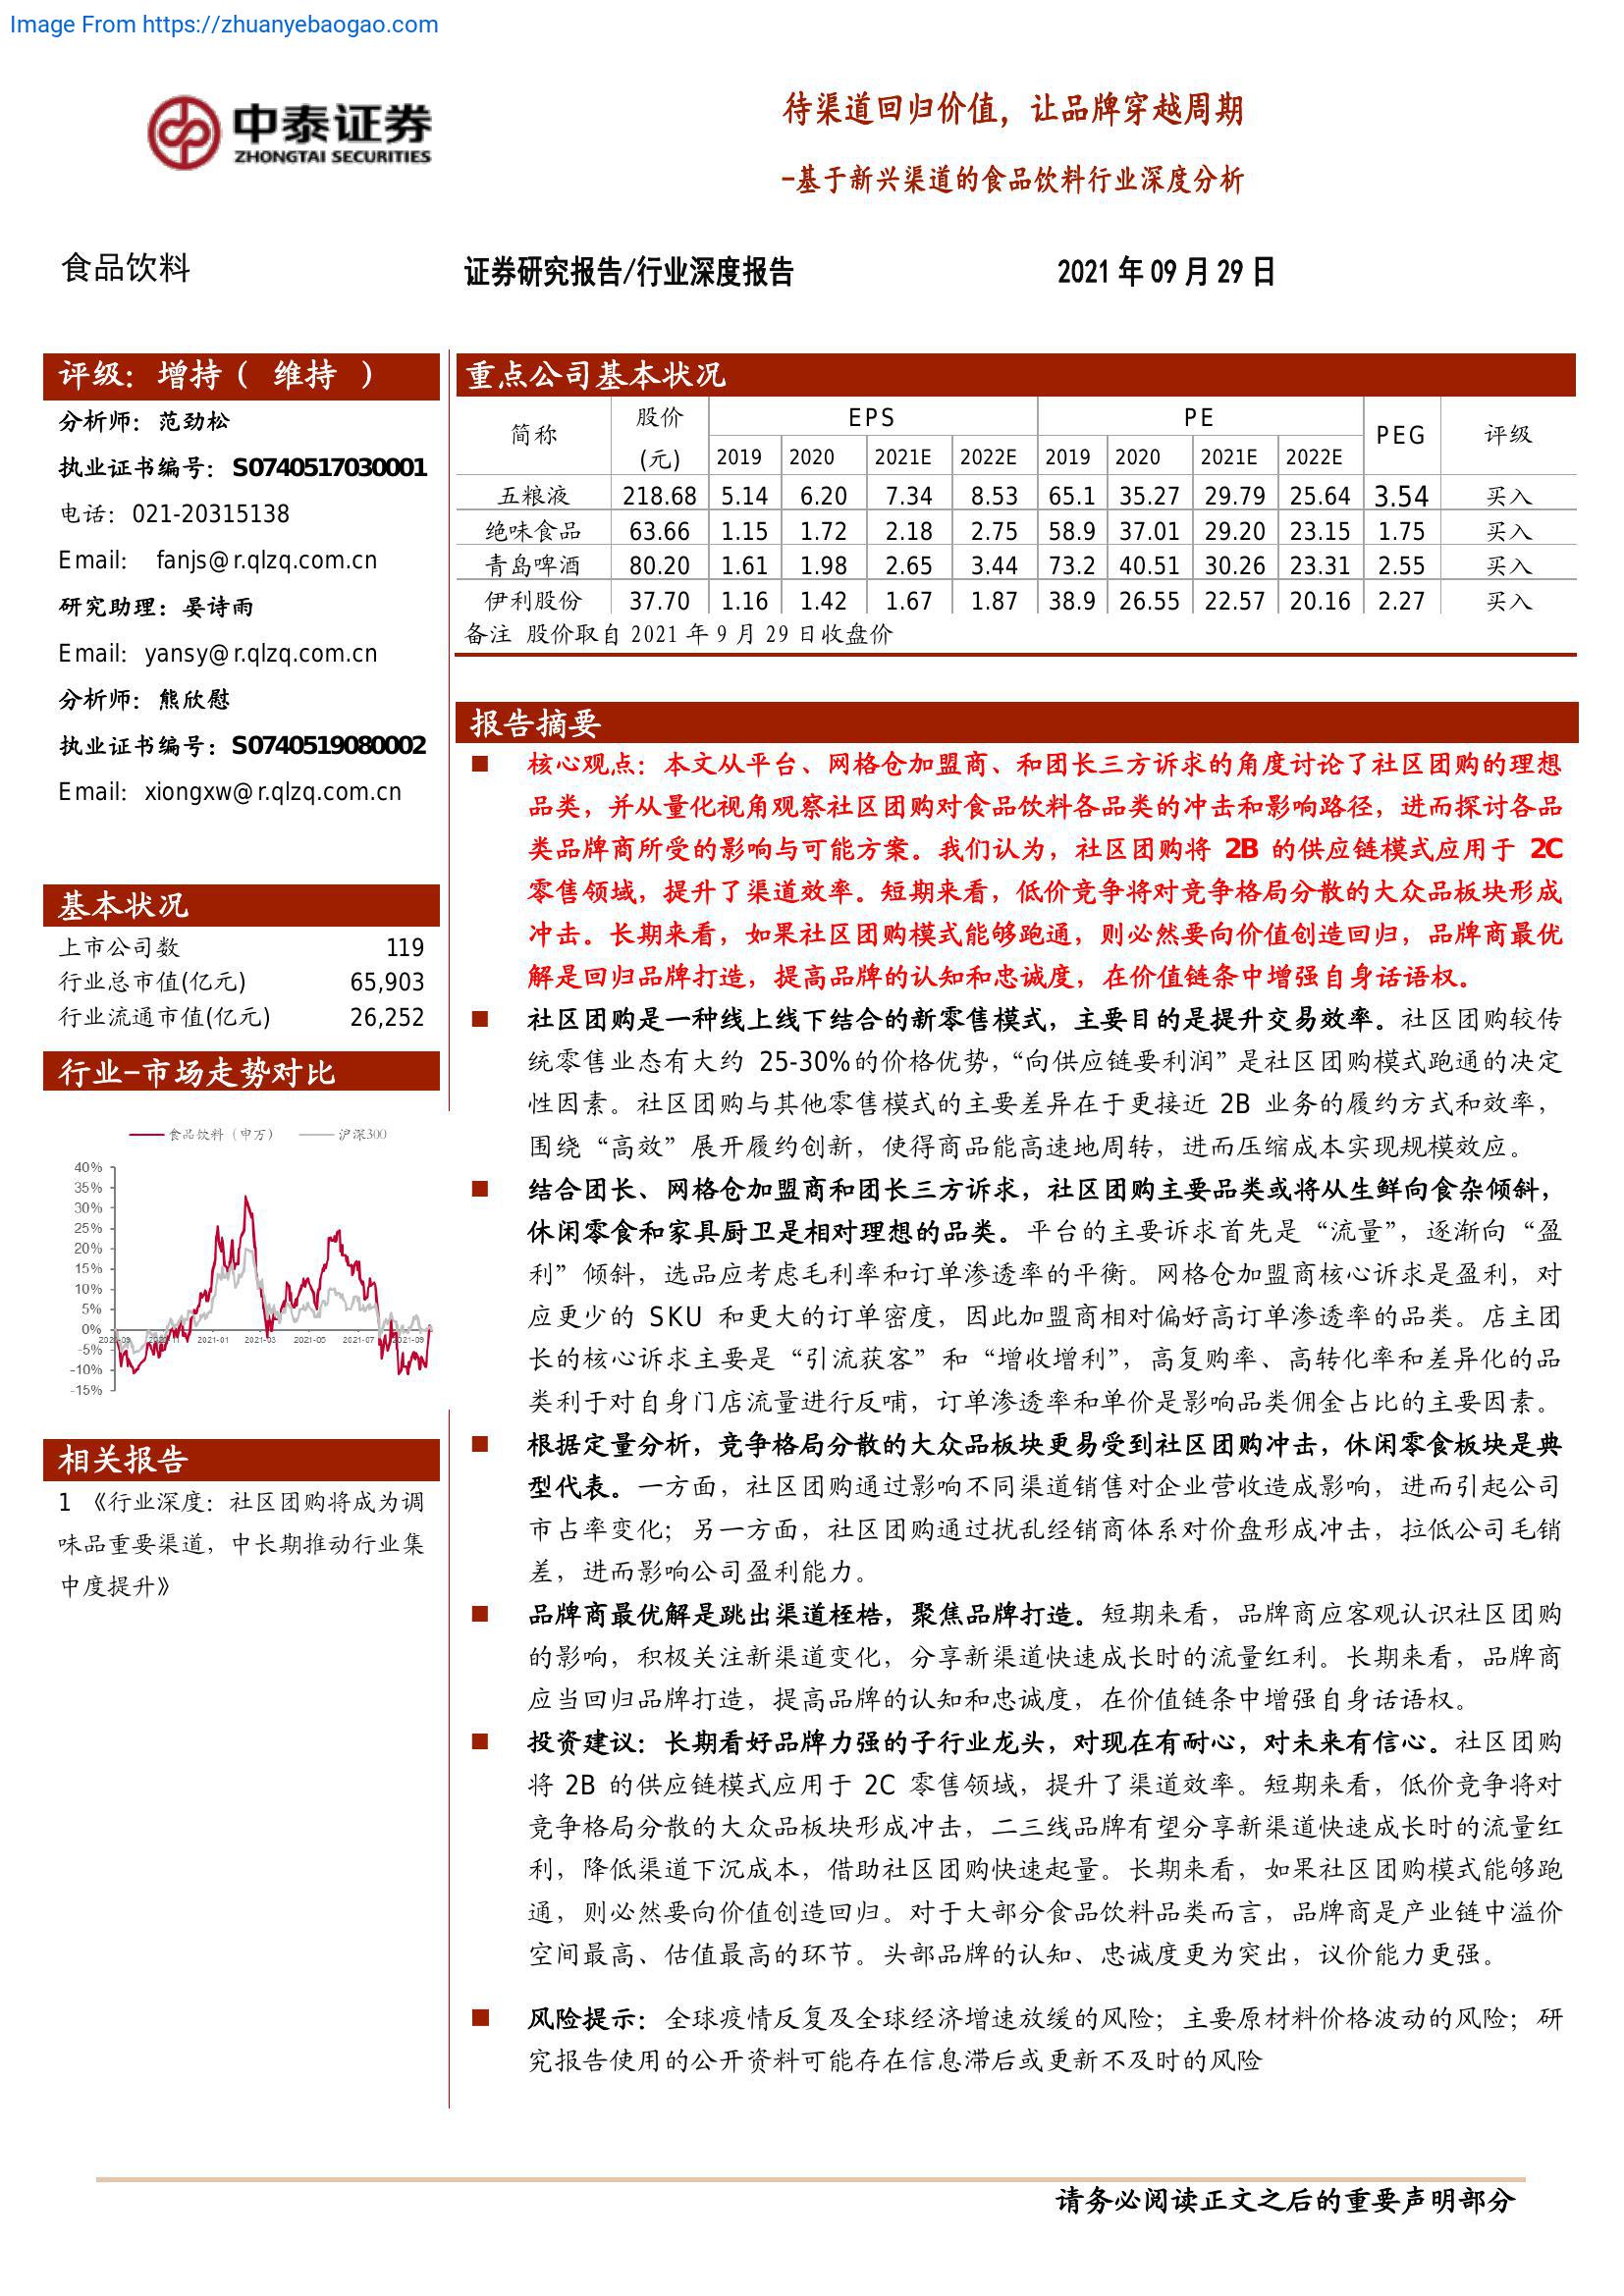 Image From https://zhuanyebaogao.com
中泰证券
ZHONGTAI SECURITIES
待渠道回归价值，让品牌穿越周期
-基于新兴渠道的食品饮料行业深度分析
食品饮料
证券研究报告/行业深度报告
2021 年 09 月 29 日
评级：增持（ 维持 ）
分析师：范劲松
执业证书编号：S0740517030001
电话：021-20315138
Email： fanjs@r.qlzq.com.cn
研究助理：晏诗雨
Email：yansy@r.qlzq.com.cn
分析师：熊欣慰
执业证书编号：S0740519080002
Email：xiongxw@r.qlzq.com.cn
基本状况
上市公司数 119
行业总市值(亿元) 65,903
行业流通市值(亿元) 26,252
行业-市场走势对比
食品饮料（申万） 沪深300
40%
35%
30%
25%
20%
15%
10%
5%
0%
2020-09 2020-11 2021-01 2021-03 2021-05 2021-07 2021-09
-5%
-10%
-15%
相关报告
1 《行业深度：社区团购将成为调
味品重要渠道，中长期推动行业集
中度提升》
重点公司基本状况
简称 股价 EPS PE PEG 评级
(元) 2019 2020 2021E 2022E 2019 2020 2021E 2022E
五粮液 218.68 5.14 6.20 7.34 8.53 65.1 35.27 29.79 25.64 3.54 买入
绝味食品 63.66 1.15 1.72 2.18 2.75 58.9 37.01 29.20 23.15 1.75 买入
青岛啤酒 80.20 1.61 1.98 2.65 3.44 73.2 40.51 30.26 23.31 2.55 买入
伊利股份 37.70 1.16 1.42 1.67 1.87 38.9 26.55 22.57 20.16 2.27 买入
备注 股价取自 2021 年 9 月 29 日收盘价
报告摘要
核心观点：本文从平台、网格仓加盟商、和团长三方诉求的角度讨论了社区团购的理想
品类，并从量化视角观察社区团购对食品饮料各品类的冲击和影响路径，进而探讨各品
类品牌商所受的影响与可能方案。我们认为，社区团购将 2B 的供应链模式应用于 2C
零售领域，提升了渠道效率。短期来看，低价竞争将对竞争格局分散的大众品板块形成
冲击。长期来看，如果社区团购模式能够跑通，则必然要向价值创造回归，品牌商最优
解是回归品牌打造，提高品牌的认知和忠诚度，在价值链条中增强自身话语权。
社区团购是一种线上线下结合的新零售模式，主要目的是提升交易效率。社区团购较传
统零售业态有大约 25-30%的价格优势，“向供应链要利润”是社区团购模式跑通的决定
性因素。社区团购与其他零售模式的主要差异在于更接近 2B 业务的履约方式和效率，
围绕“高效”展开履约创新，使得商品能高速地周转，进而压缩成本实现规模效应。
结合团长、网格仓加盟商和团长三方诉求，社区团购主要品类或将从生鲜向食杂倾斜，
休闲零食和家具厨卫是相对理想的品类。平台的主要诉求首先是“流量”，逐渐向“盈
利”倾斜，选品应考虑毛利率和订单渗透率的平衡。网格仓加盟商核心诉求是盈利，对
应更少的 SKU 和更大的订单密度，因此加盟商相对偏好高订单渗透率的品类。店主团
长的核心诉求主要是“引流获客”和“增收增利”，高复购率、高转化率和差异化的品
类利于对自身门店流量进行反哺，订单渗透率和单价是影响品类佣金占比的主要因素。
根据定量分析，竞争格局分散的大众品板块更易受到社区团购冲击，休闲零食板块是典
型代表。一方面，社区团购通过影响不同渠道销售对企业营收造成影响，进而引起公司
市占率变化；另一方面，社区团购通过扰乱经销商体系对价盘形成冲击，拉低公司毛销
差，进而影响公司盈利能力。
品牌商最优解是跳出渠道桎梏，聚焦品牌打造。短期来看，品牌商应客观认识社区团购
的影响，积极关注新渠道变化，分享新渠道快速成长时的流量红利。长期来看，品牌商
应当回归品牌打造，提高品牌的认知和忠诚度，在价值链条中增强自身话语权。
投资建议：长期看好品牌力强的子行业龙头，对现在有耐心，对未来有信心。社区团购
将 2B 的供应链模式应用于 2C 零售领域，提升了渠道效率。短期来看，低价竞争将对
竞争格局分散的大众品板块形成冲击，二三线品牌有望分享新渠道快速成长时的流量红
利，降低渠道下沉成本，借助社区团购快速起量。长期来看，如果社区团购模式能够跑
通，则必然要向价值创造回归。对于大部分食品饮料品类而言，品牌商是产业链中溢价
空间最高、估值最高的环节。头部品牌的认知、忠诚度更为突出，议价能力更强。
风险提示：全球疫情反复及全球经济增速放缓的风险；主要原材料价格波动的风险；研
究报告使用的公开资料可能存在信息滞后或更新不及时的风险
请务必阅读正文之后的重要声明部分